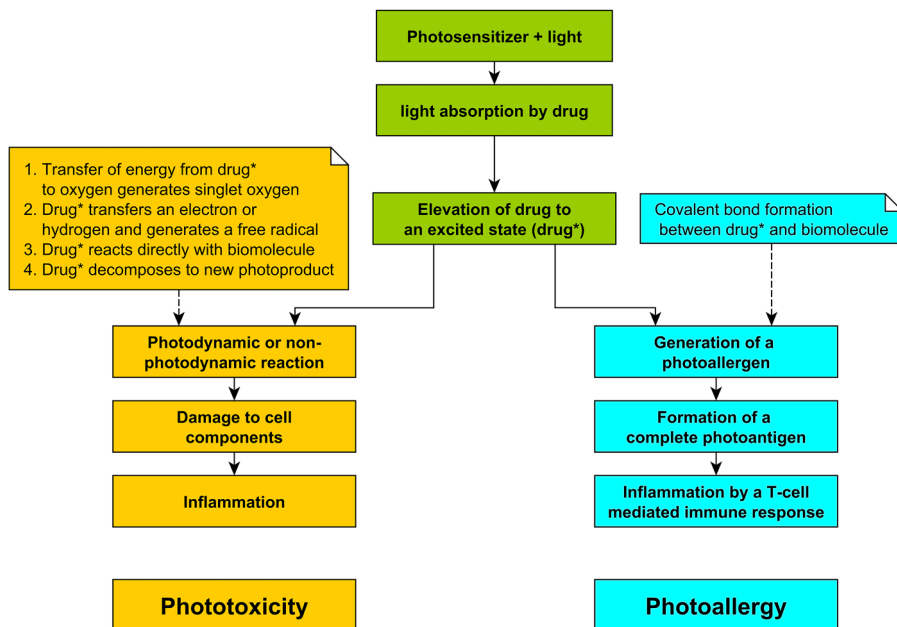 Photosensitizer + light
light absorption by drug
1. Transfer of energy from drug*
to oxygen generates singlet oxygen
2. Drug* transfers an electron or
hydrogen and generates a free radical
3. Drug* reacts directly with biomolecule
4. Drug* decomposes to new photoproduct
Elevation of drug to
an excited state (drug*)
Covalent bond formation
between drug* and biomolecule
Photodynamic or non-
photodynamic reaction
Damage to cell
components
Inflammation
Generation of a
photoallergen
Formation of a
complete photoantigen
Inflammation by a T-cell
mediated immune response
Phototoxicity
Photoallergy